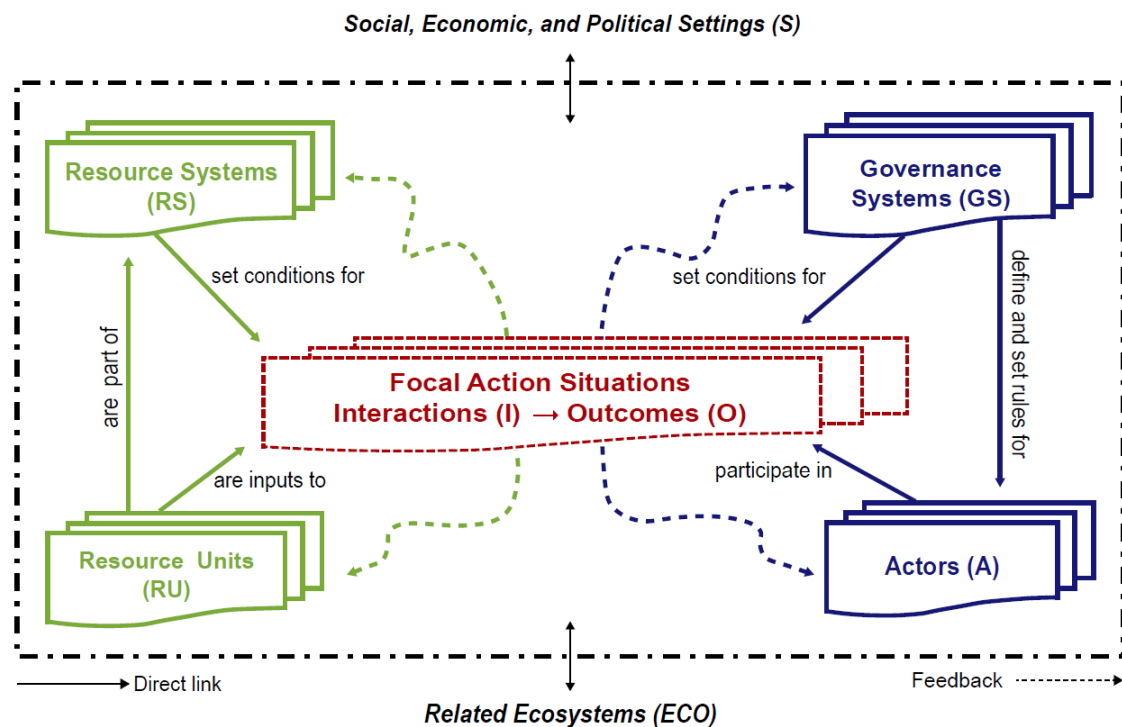 Social, Economic, and Political Settings (S)
Resource Systems
(RS)
Governance
Systems (GS)
set conditions for
set conditions for
are part of
define and set rules for
Focal Action Situations
Interactions (I) → Outcomes (O)
are inputs to
participate in
Resource Units
(RU)
Actors (A)
Direct link
Feedback
Related Ecosystems (ECO)